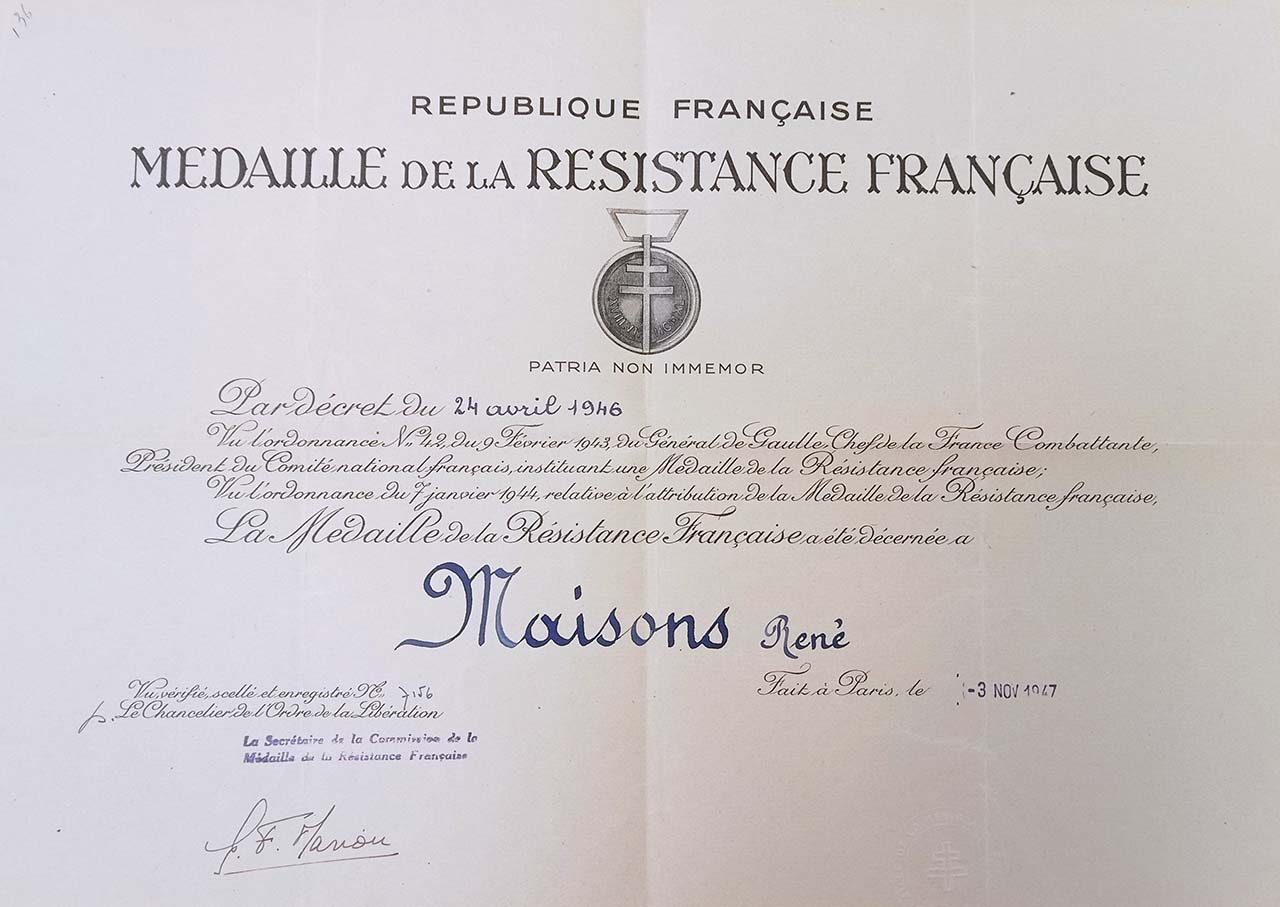 136
REPUBLIQUE FRANÇAISE
MEDAILLE DE LA RESISTANCE FRANÇAISE
PATRIA NON IMMEMOR
Par décret du 24 avril 1946
Vu l'ordonnance No 42, du 9 Février 1943, du Général de Gaulle, Chef de la France Combattante,
Président du Comité national français, instituant une Médaille de la Résistance française;
Vu l'ordonnance du 7 janvier 1944, relative à l'attribution de la Médaille de la Résistance française,
La Medaille de la Résistance Française a été décernée a
Maisons René
Vu, vérifié, scellé et enregistré No 7156
Fait à Paris, le -3 NOV 1947
p. Le Chancelier de l'Ordre de la Libération
La Secrétaire de la Commission de la
Médaille de la Résistance Française